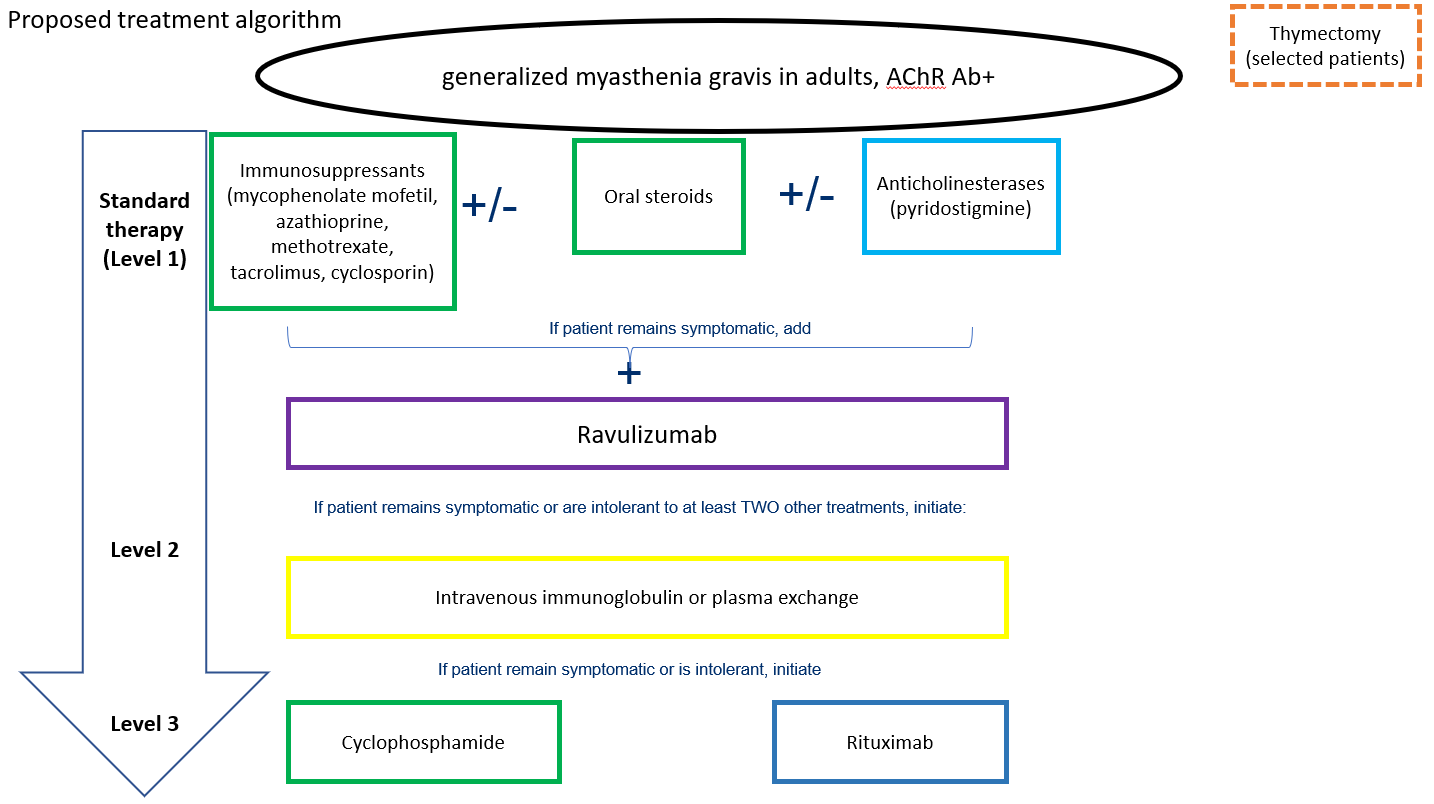 Proposed treatment algorithm
Thymectomy
(selected patients)
generalized myasthenia gravis in adults, AChR Ab+
Standard
therapy
(Level 1)
Immunosuppressants
(mycophenolate mofetil,
azathioprine,
methotrexate,
tacrolimus, cyclosporin)
+/-
Oral steroids
+/-
Anticholinesterases
(pyridostigmine)
If patient remains symptomatic, add
+
Ravulizumab
If patient remains symptomatic or are intolerant to at least TWO other treatments, initiate:
Level 2
Intravenous immunoglobulin or plasma exchange
If patient remain symptomatic or is intolerant, initiate
Level 3
Cyclophosphamide
Rituximab